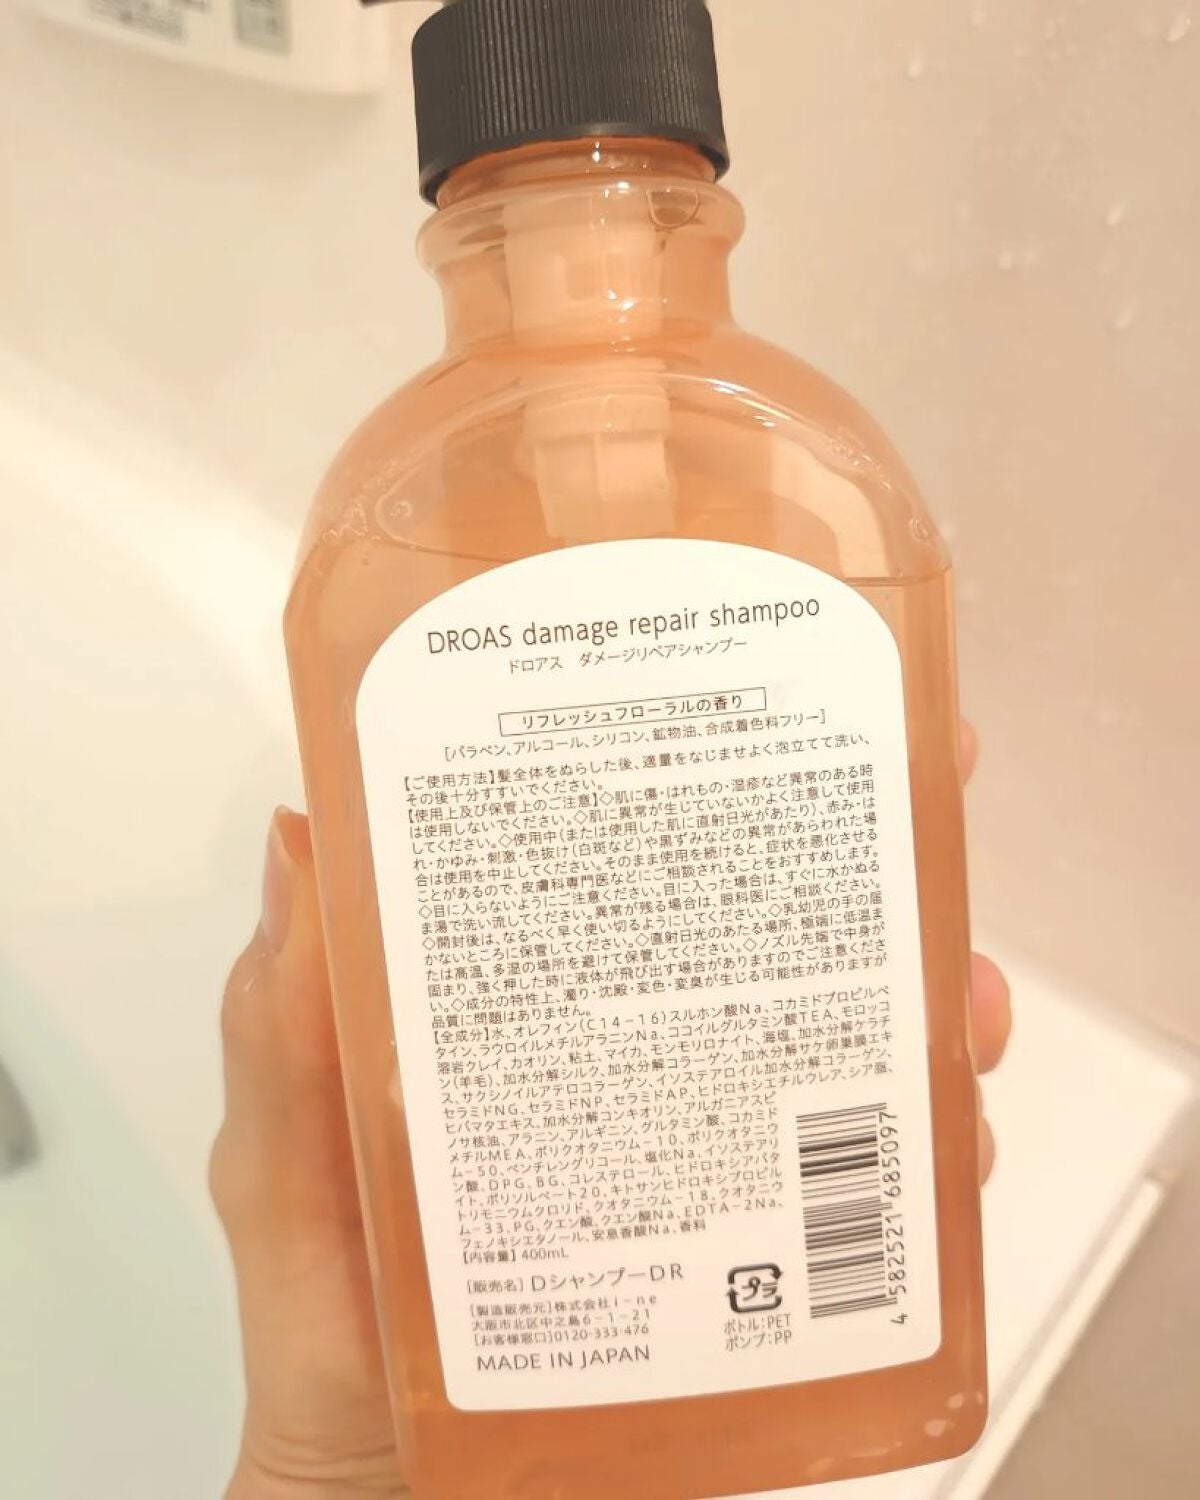 DROAS damage repair shampoo
ドロアス ダメージリペアシャンプー
リフレッシュフローラルの香り
[パラベン、アルコール、シリコン、鉱物油、合成着色料フリー]
【ご使用方法】髪全体をぬらした後、適量をなじませよく泡立てて洗い、
その後十分すすいでください。
【使用上及び保管上のご注意】◇肌に傷・はれもの・湿疹など異常のある時
は使用しないでください。◇肌に異常が生じていないかよく注意して使用
してください。◇使用中(または使用した肌に直射日光があたり)、赤み・は
れ・かゆみ・刺激・色抜け(白斑など)や黒ずみなどの異常があらわれた場
合は使用を中止してください。そのまま使用を続けると、症状を悪化させる
ことがあるので、皮膚科専門医などにご相談されることをおすすめします。
◇目に入らないようにご注意ください。目に入った場合は、すぐに水かぬる
ま湯で洗い流してください。異常が残る場合は、眼科医にご相談ください。
◇開封後は、なるべく早く使い切るようにしてください。◇乳幼児の手の届
かないところに保管してください。◇直射日光のあたる場所、極端に低温ま
たは高温、多湿の場所を避けて保管してください。◇ノズル先端で中身が
固まり、強く押した時に液体が飛び出す場合がありますのでご注意くださ
い。◇成分の特性上、濁り・沈殿・変色・変臭が生じる可能性がありますが
品質に問題はありません。
【全成分】水、オレフィン(C14-16)スルホン酸Na、コカミドプロピルベ
タイン、ラウロイルメチルアラニンNa、ココイルグルタミン酸TEA、モロッコ
溶岩クレイ、カオリン、粘土、マイカ、モンモリロナイト、海塩、加水分解ケラチ
ン(羊毛)、加水分解シルク、加水分解コラーゲン、加水分解サケ卵巣膜エキ
ス、サクシノイルアテロコラーゲン、イソステアロイル加水分解コラーゲン、
セラミドNG、セラミドNP、セラミドAP、ヒドロキシエチルウレア、シア脂、
ヒバマタエキス、加水分解コンキオリン、アルガニアスピ
ノサ核油、アラニン、アルギニン、グルタミン酸、コカミド
メチルMEA、ポリクオタニウム-10、ポリクオタニウ
ム-50、ペンチレングリコール、塩化Na、イソステアリ
ン酸、DPG、BG、コレステロール、ヒドロキシアパタ
イト、ポリソルベート20、キトサンヒドロキシプロピル
トリモニウムクロリド、クオタニウム-18、クオタニウ
ム-33、PG、クエン酸、クエン酸Na、EDTA-2Na、
フェノキシエタノール、安息香酸Na、香料
【内容量】400mL
[販売名] DシャンプーDR
[製造販売元]株式会社i-ne
大阪市北区中之島6-1-21
[お客様窓口]0120-333-476
MADE IN JAPAN
プラ
ボトル:PET
ポンプ:PP
4 582521 685097